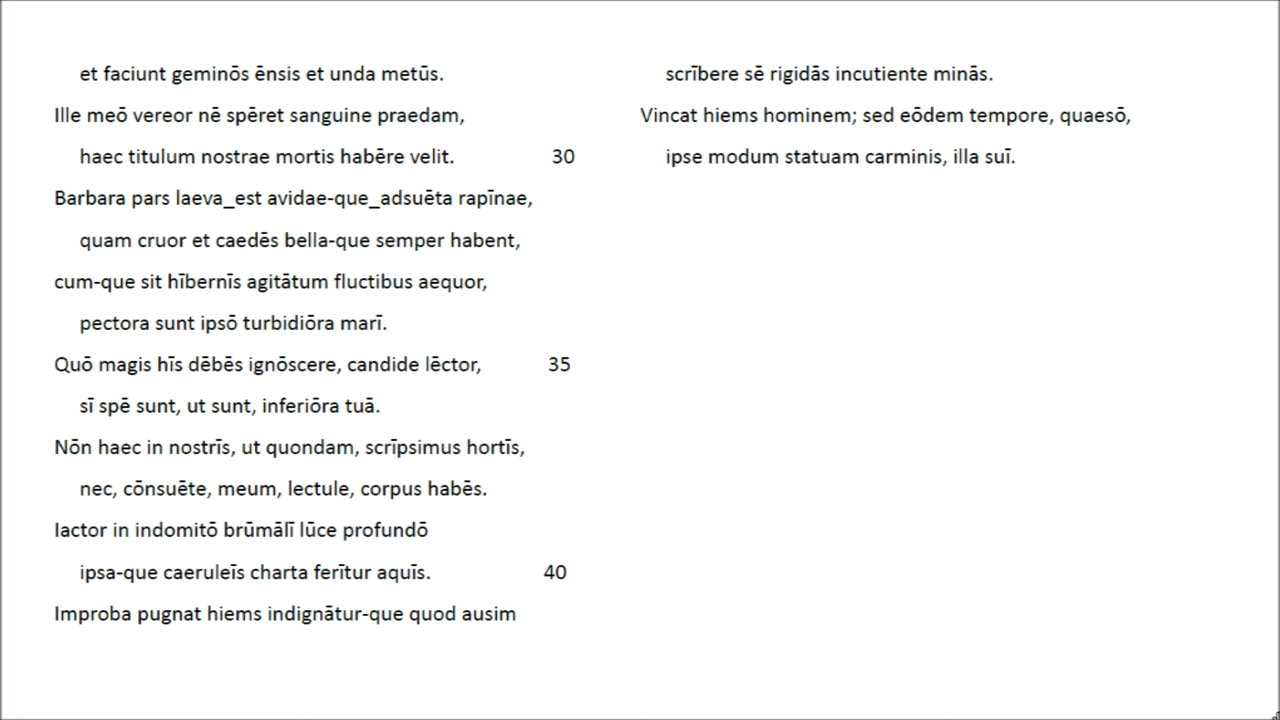 et faciunt geminōs ēnsis et unda metūs.
Ille meō vereor nē spēret sanguine praedam,
haec titulum nostrae mortis habēre velit. 30
Barbara pars laeva_est avidae-que_adsuēta rapīnae,
quam cruor et caedēs bella-que semper habent,
cum-que sit hībernīs agitātum fluctibus aequor,
pectora sunt ipsō turbidiōra marī.
Quō magis hīs dēbēs ignōscere, candide lēctor, 35
sī spē sunt, ut sunt, inferiōra tuā.
Nōn haec in nostrīs, ut quondam, scrīpsimus hortīs,
nec, cōnsuēte, meum, lectule, corpus habēs.
Iactor in indomitō brūmālī lūce profundō
ipsa-que caeruleīs charta ferītur aquīs. 40
Improba pugnat hiems indignātur-que quod ausim
scrībere sē rigidās incutiente minās.
Vincat hiems hominem; sed eōdem tempore, quaesō,
ipse modum statuam carminis, illa suī.